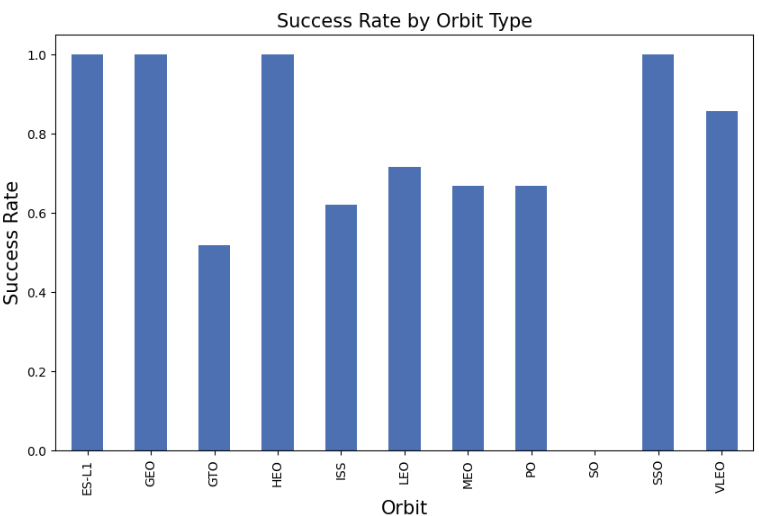 Success Rate by Orbit Type
Success Rate
1.0
0.8
0.6
0.4
0.2
0.0
ES-L1
GEO
GTO
HEO
ISS
LEO
MEO
PO
SO
SSO
VLEO
Orbit